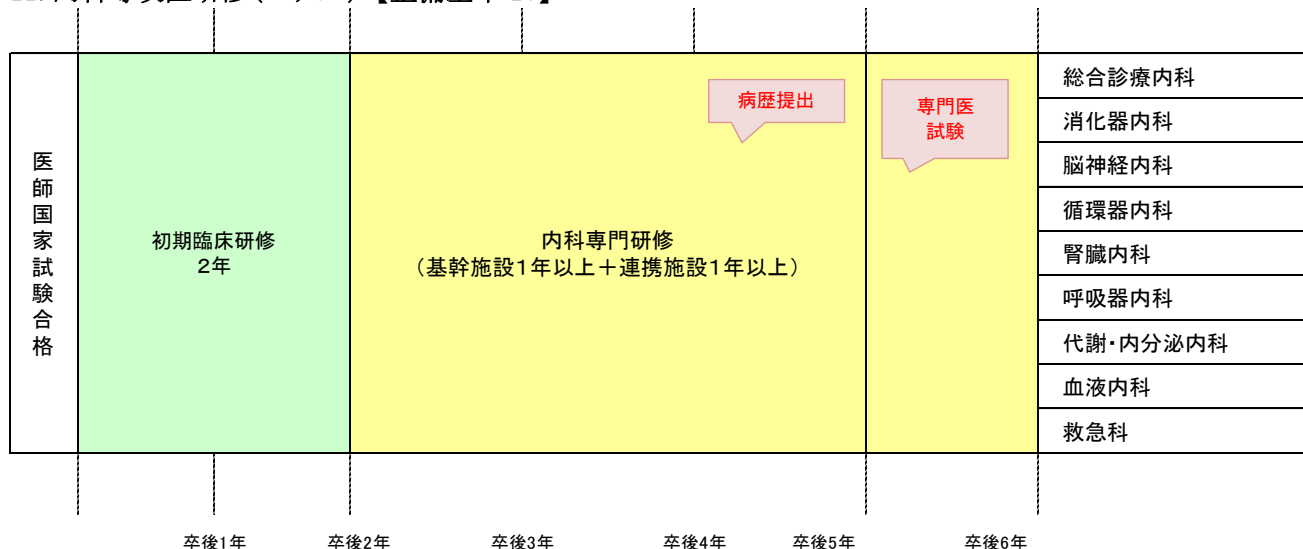 病歴提出
専門医
試験
医師国家試験合格
初期臨床研修
2年
内科専門研修
（基幹施設1年以上＋連携施設1年以上）
総合診療内科
消化器内科
脳神経内科
循環器内科
腎臓内科
呼吸器内科
代謝・内分泌内科
血液内科
救急科
卒後1年
卒後2年
卒後3年
卒後4年
卒後5年
卒後6年